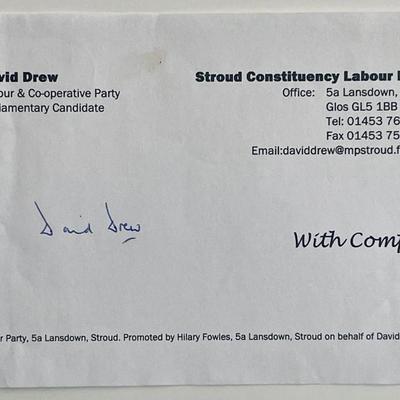 vid Drew
our & Co-operative Party
liamentary Candidate
Stroud Constituency Labour
Office: 5a Lansdown,
Glos GL5 1BB
Tel: 01453 76
Fax 01453 75
Email:daviddrew@mpstroud.f
David Drew
With Comp
r Party, 5a Lansdown, Stroud. Promoted by Hilary Fowles, 5a Lansdown, Stroud on behalf of David